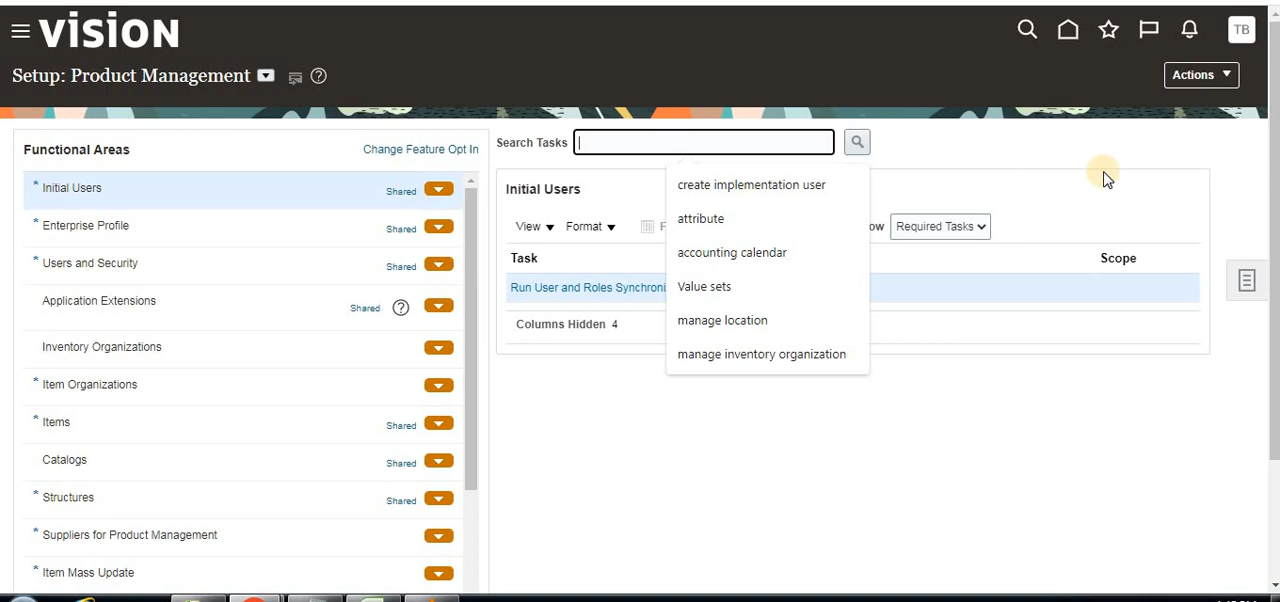 vision
TB
Setup: Product Management
Actions
Functional Areas
Change Feature Opt In
* Initial Users Shared
* Enterprise Profile Shared
* Users and Security Shared
Application Extensions Shared
Inventory Organizations
* Item Organizations
* Items Shared
Catalogs Shared
* Structures Shared
* Suppliers for Product Management
* Item Mass Update
Search Tasks
create implementation user
attribute
accounting calendar
Value sets
manage location
manage inventory organization
Initial Users
View Format Required Tasks
Task Scope
Run User and Roles Synchroni
Columns Hidden 4